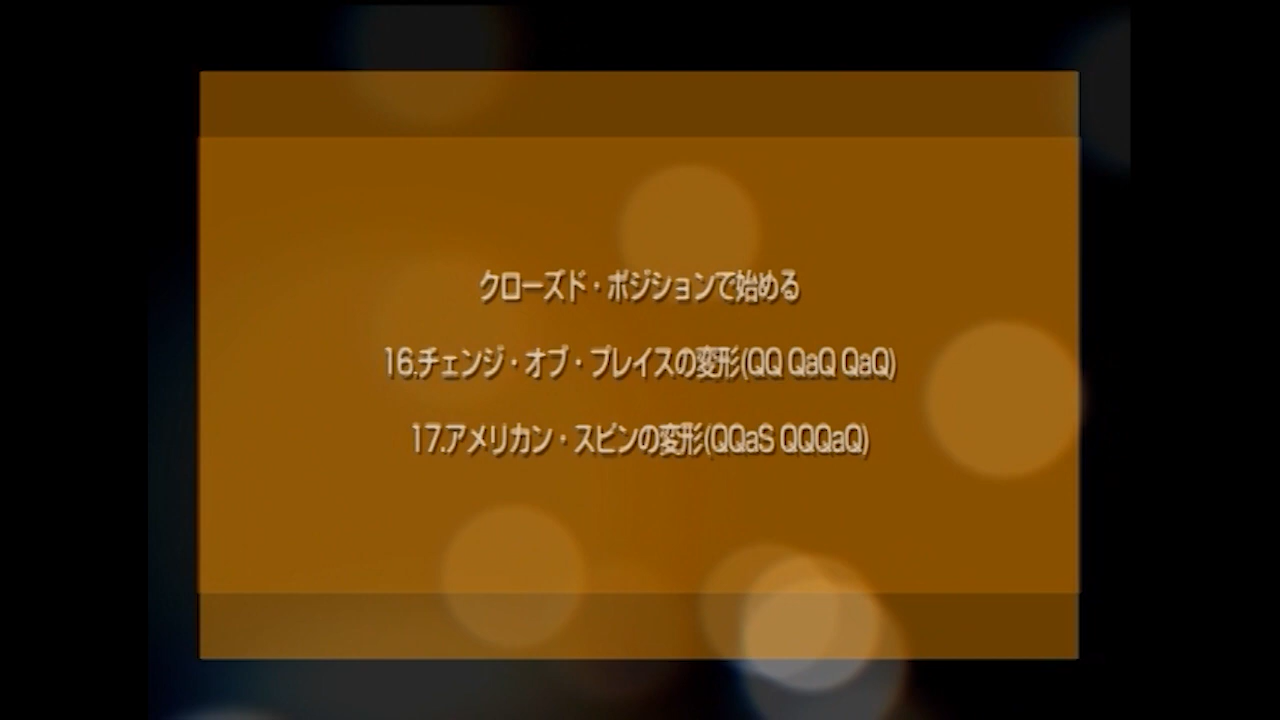 クローズド・ポジションで始める
16.チェンジ・オブ・プレイスの変形(QQ QaQ QaQ)
17.アメリカン・スピンの変形(QQaS QQQaQ)